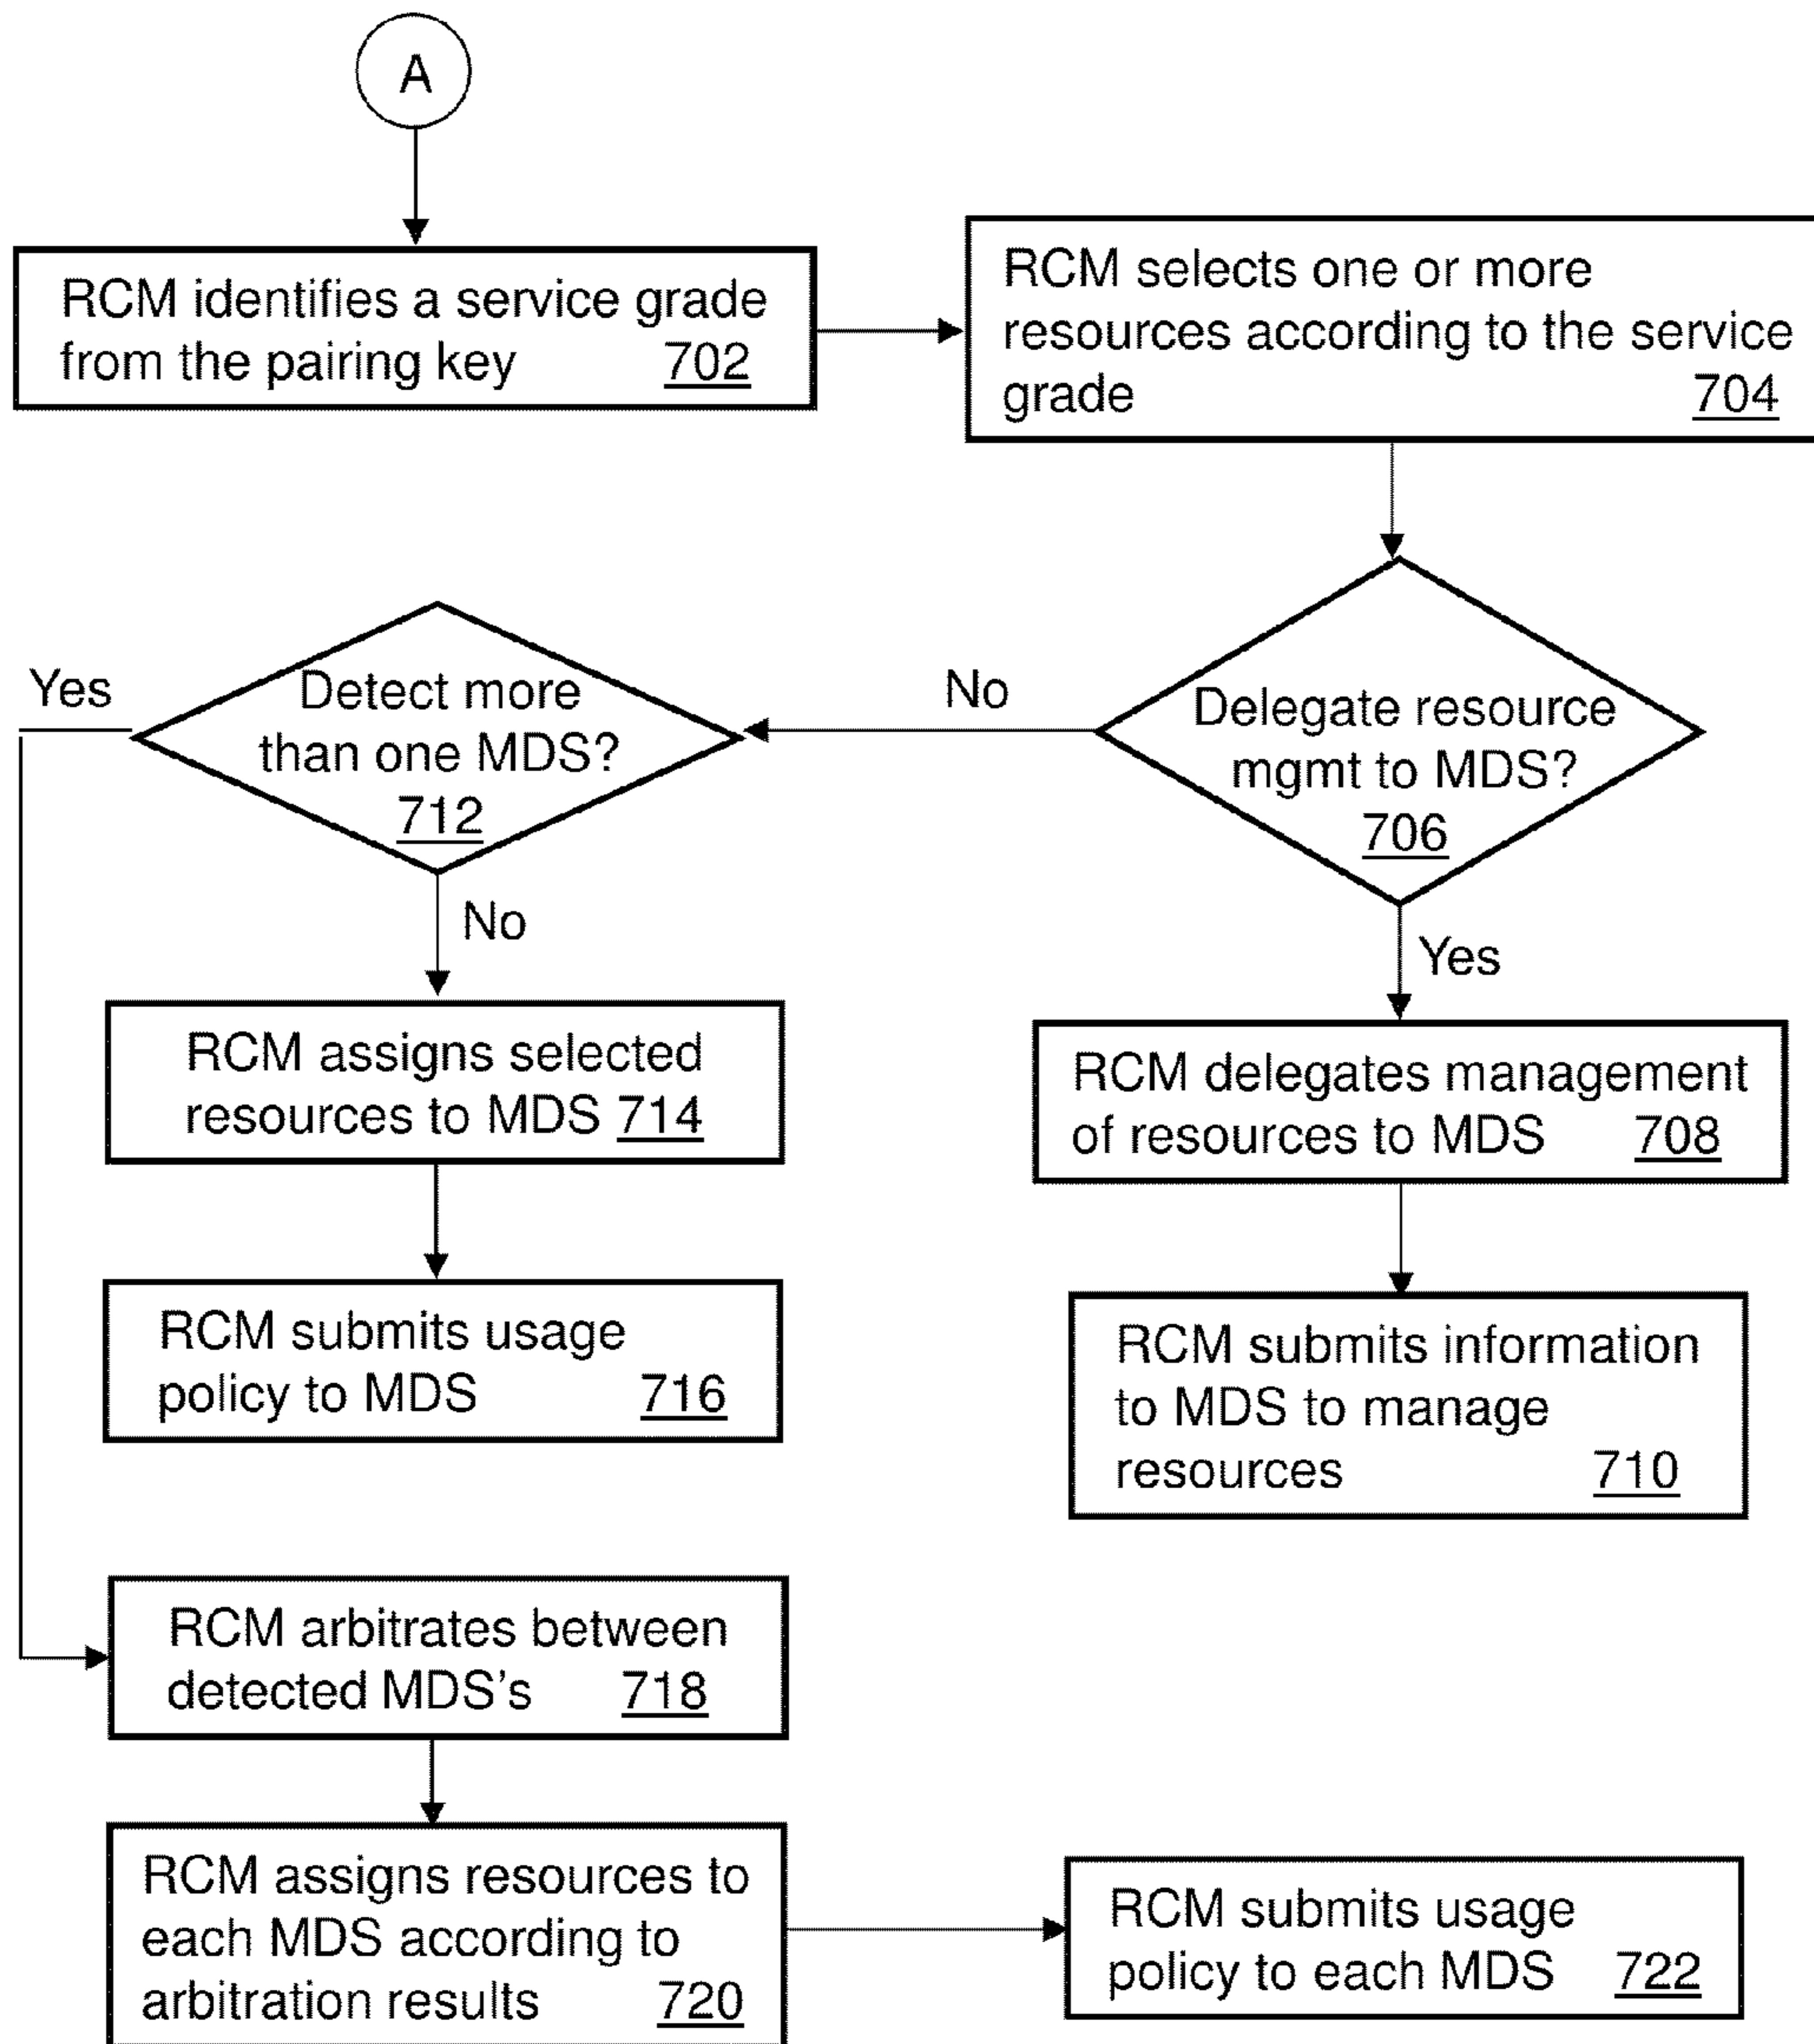 A
RCM identifies a service grade
from the pairing key 702
RCM selects one or more
resources according to the service
grade 704
Delegate resource
mgmt to MDS?
706
No
Yes
RCM delegates management
of resources to MDS 708
RCM submits information
to MDS to manage
resources 710
Detect more
than one MDS?
712
Yes
No
RCM assigns selected
resources to MDS 714
RCM submits usage
policy to MDS 716
RCM arbitrates between
detected MDS's 718
RCM assigns resources to
each MDS according to
arbitration results 720
RCM submits usage
policy to each MDS 722